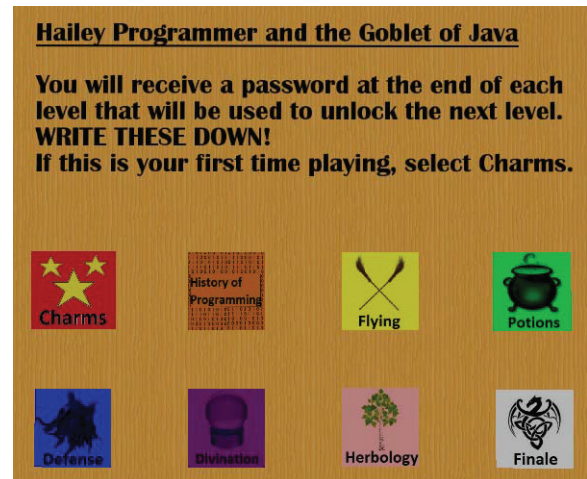 Hailey Programmer and the Goblet of Java
You will receive a password at the end of each
level that will be used to unlock the next level.
WRITE THESE DOWN!
If this is your first time playing, select Charms.
Charms
History of
Programming
Flying
Potions
Defense
Divination
Herbology
Finale